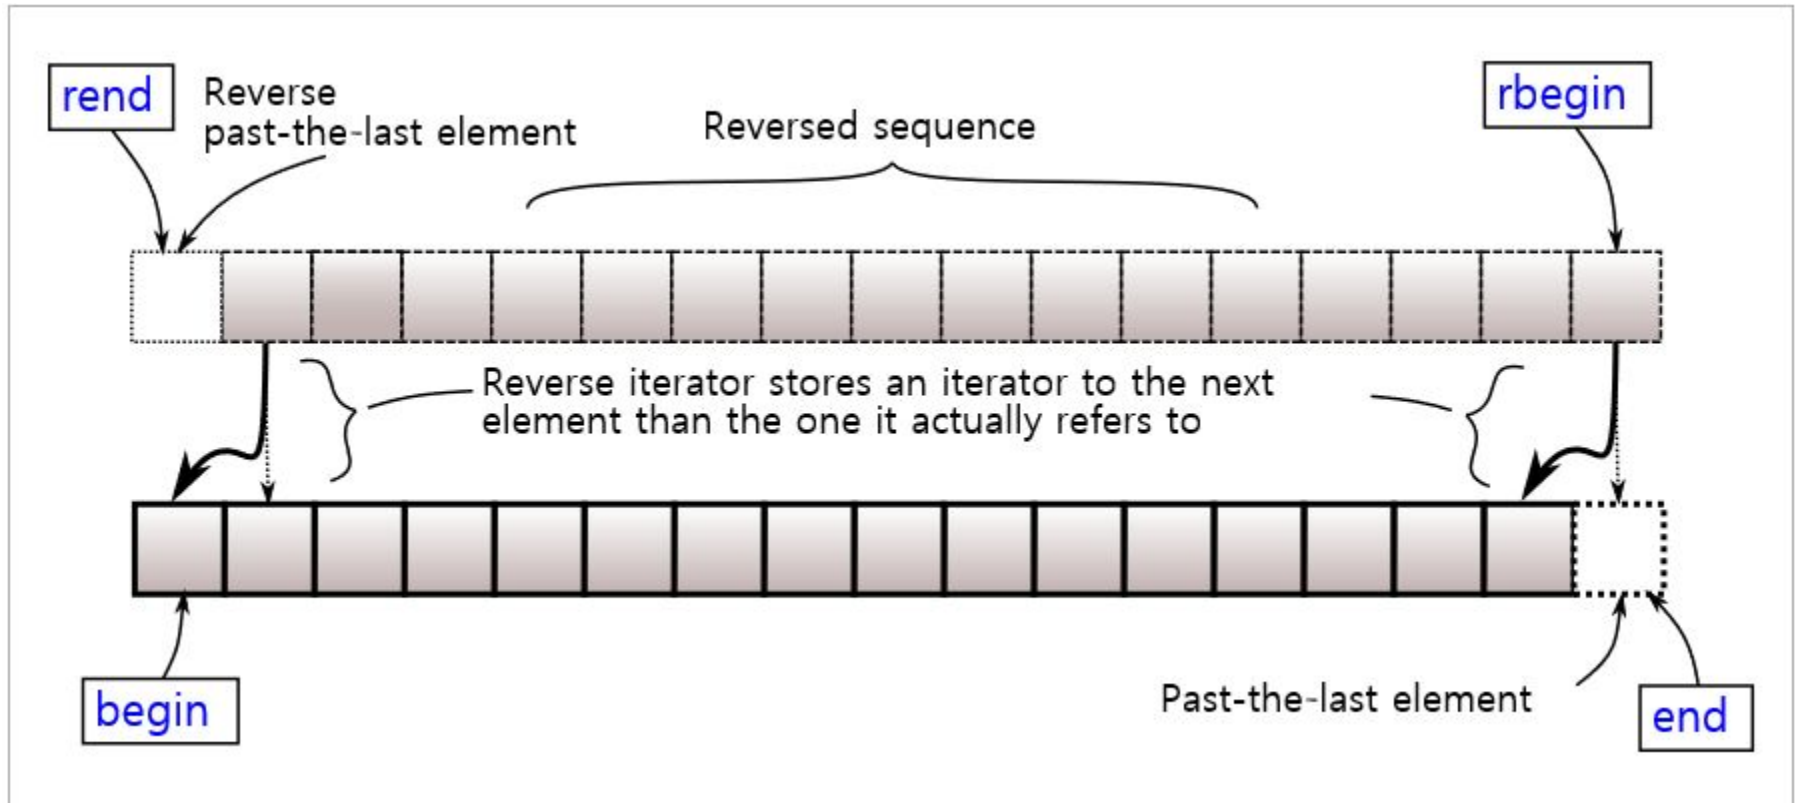 rend
Reverse
past-the-last element
Reversed sequence
rbegin
Reverse iterator stores an iterator to the next
element than the one it actually refers to
begin
Past-the-last element
end